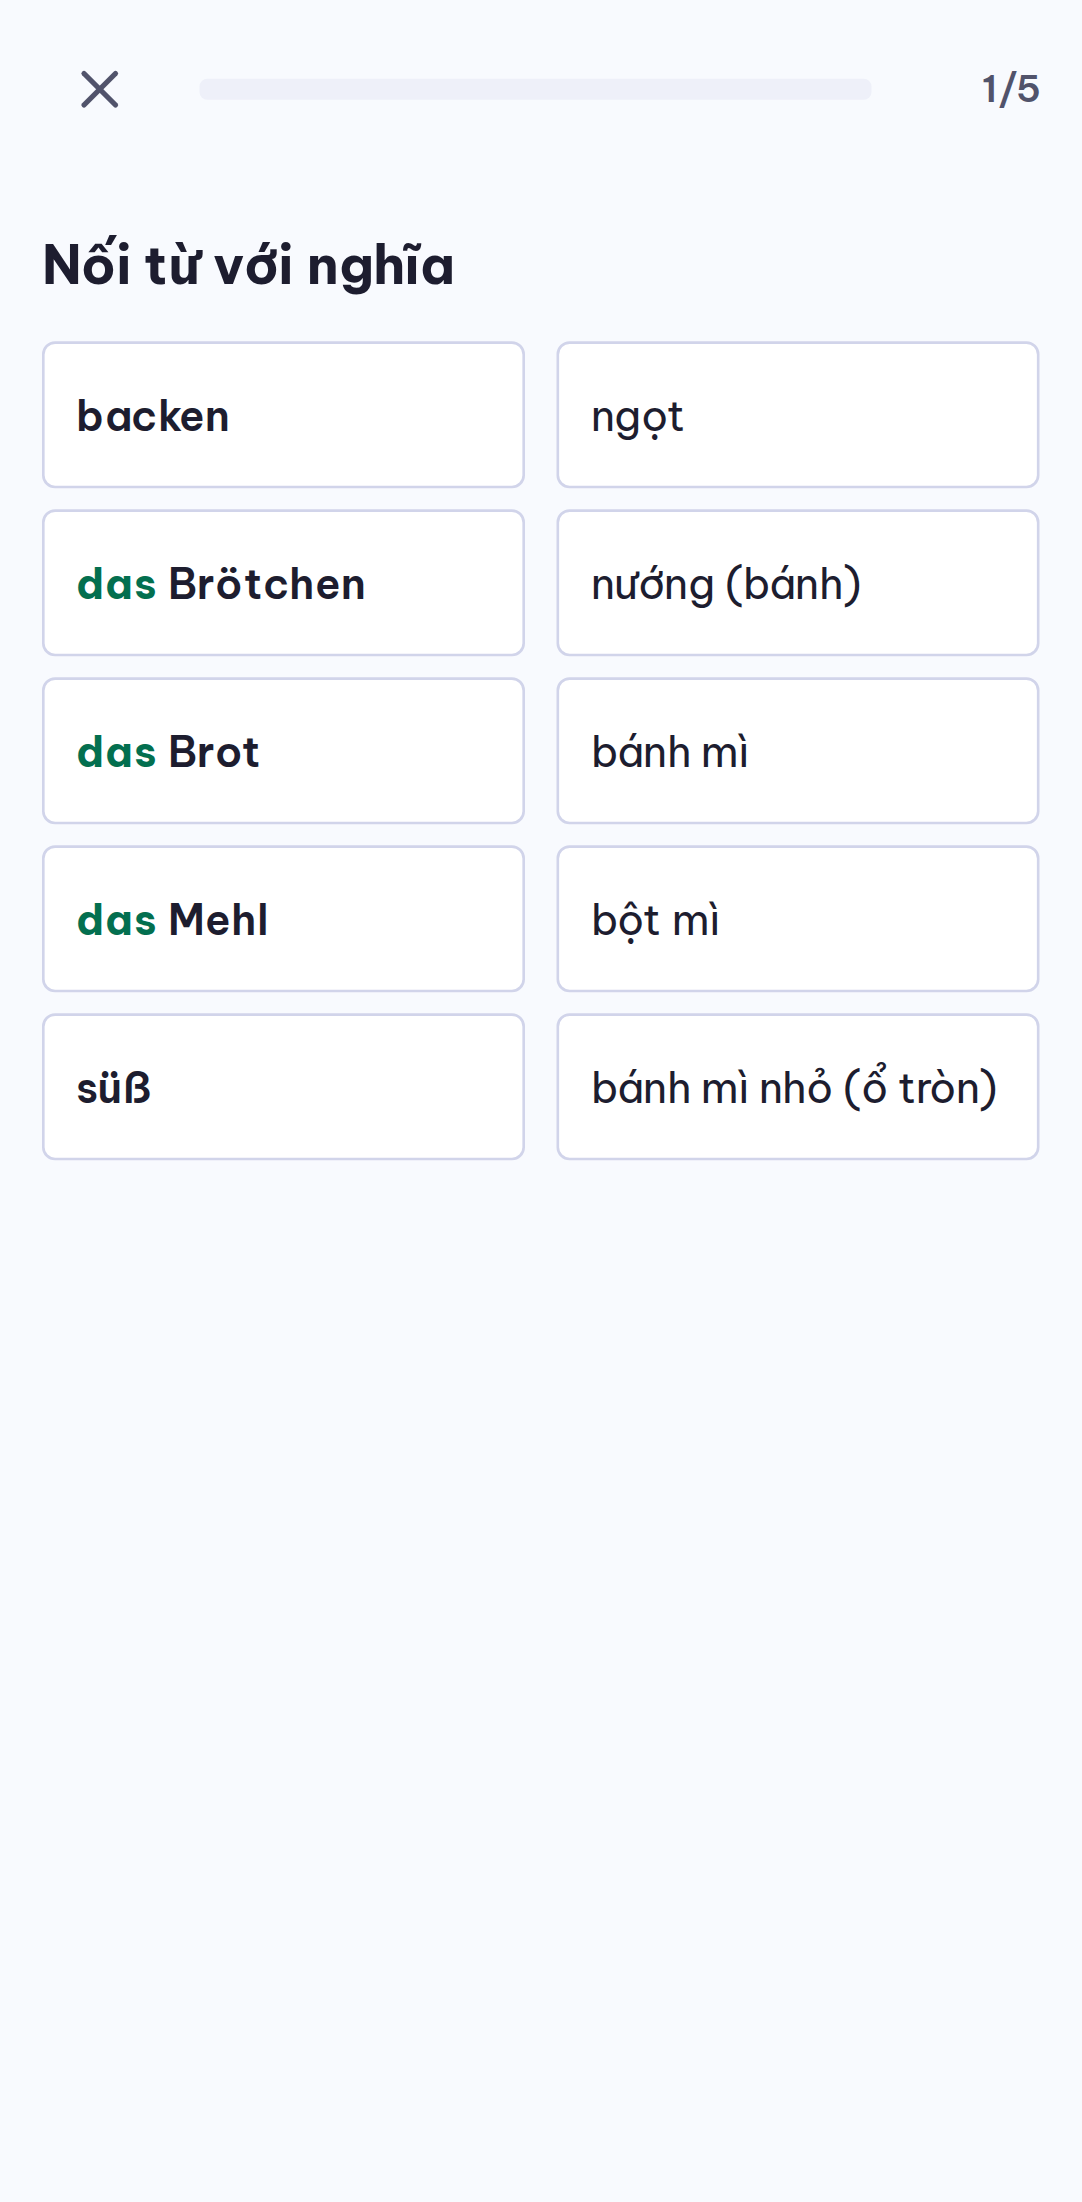 1/5
Nối từ với nghĩa
backen
ngọt
das Brötchen
nướng (bánh)
das Brot
bánh mì
das Mehl
bột mì
süß
bánh mì nhỏ (ổ tròn)